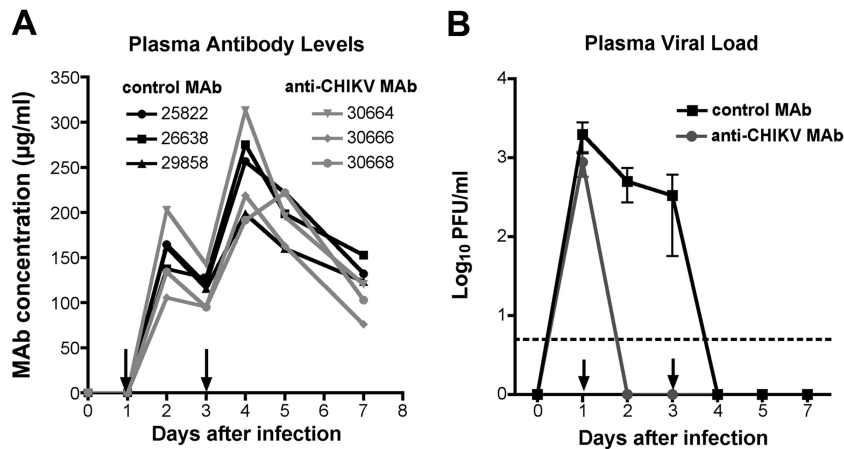 A
Plasma Antibody Levels
MAb concentration (µg/ml)
350
300
250
200
150
100
50
0
control MAb
25822
26638
29858
anti-CHIKV MAb
30664
30666
30668
0 1 2 3 4 5 6 7 8
Days after infection
B
Plasma Viral Load
Log10 PFU/ml
4
3
2
1
0
control MAb
anti-CHIKV MAb
0 1 2 3 4 5 7
Days after infection